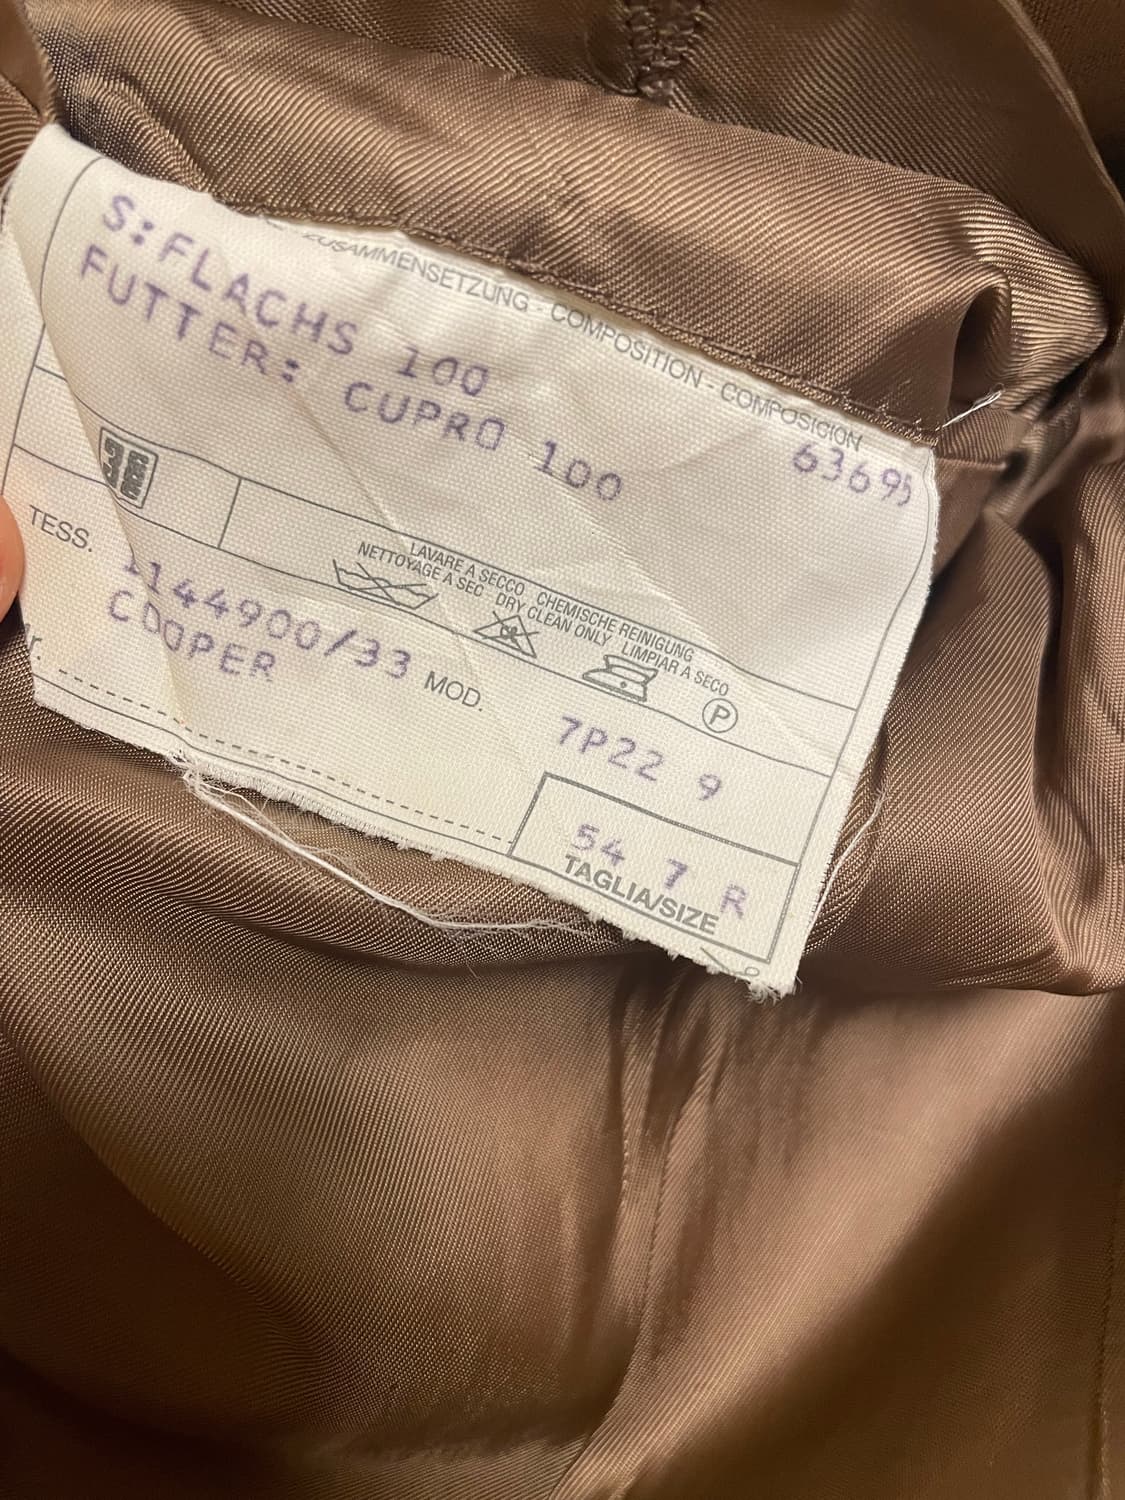 ZUSAMMENSETZUNG - COMPOSITION - COMPOSICION
S:FLACHS 100
FUTTER: CUPRO 100
63695
LAVARE A SECCO CHEMISCHE REINIGUNG
NETTOYAGE A SEC DRY CLEAN ONLY LIMPIAR A SECO
CL
P
TESS. 1144900/33 MOD. 7P22 9
COOPER
r.
54 7 R
TAGLIA/SIZE